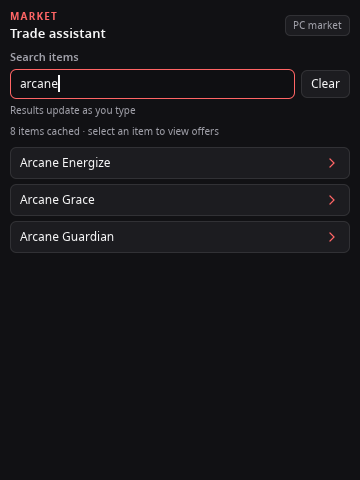 MARKET
Trade assistant
PC market
Search items
arcane
Clear
Results update as you type
8 items cached · select an item to view offers
Arcane Energize
Arcane Grace
Arcane Guardian